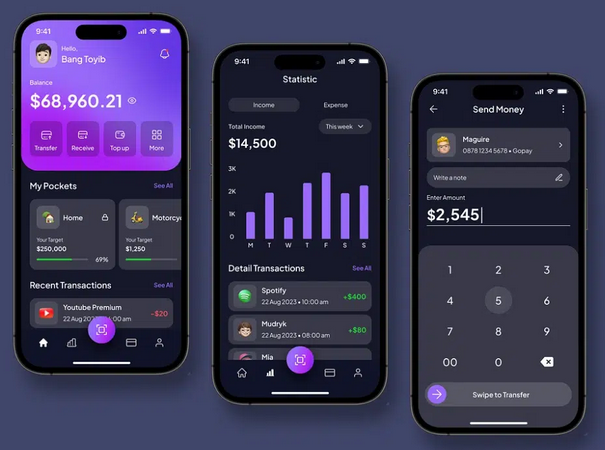 9:41
Hello,
Bang Toyib
Balance
$68,960.21
Transfer
Receive
Top up
More
My Pockets
See All
Home
Motorcyc
Your Target
$250,000
69%
Your Target
$1,250
Recent Transactions
See All
Youtube Premium
22 Aug 2023
:00 am
-$20
9:41
Statistic
Income
Expense
Total Income
This week
$14,500
3K
2K
1K
0
M T W T F S S
Detail Transactions
See All
Spotify
22 Aug 2023 • 10:00 am
+$400
Mudryk
22 Aug 2023 • 08:00 am
+$80
Mia
9:41
Send Money
Maguire
0878 1234 5678 • Gopay
Write a note
Enter Amount
$2,545
1 2 3
4 5 6
7 8 9
00 0
Swipe to Transfer